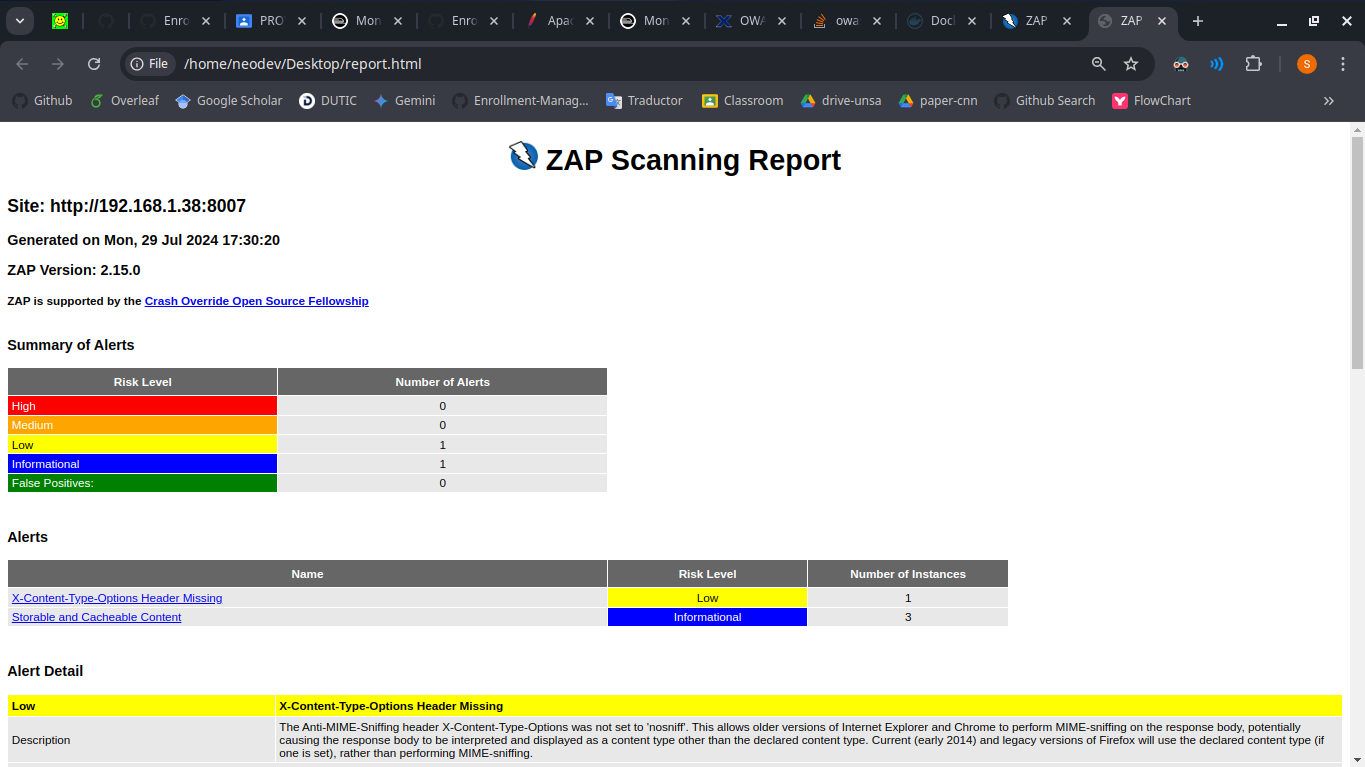 Enro
PRO
Mon
Enro
Apac
Mon
OWA
owa
Docl
ZAP
ZAP
File
/home/neodev/Desktop/report.html
S
Github
Overleaf
Google Scholar
DUTIC
Gemini
Enrollment-Manag...
Traductor
Classroom
drive-unsa
paper-cnn
Github Search
FlowChart
ZAP Scanning Report
Site: http://192.168.1.38:8007
Generated on Mon, 29 Jul 2024 17:30:20
ZAP Version: 2.15.0
ZAP is supported by the Crash Override Open Source Fellowship
Summary of Alerts
Risk Level Number of Alerts
High 0
Medium 0
Low 1
Informational 1
False Positives: 0
Alerts
Name Risk Level Number of Instances
X-Content-Type-Options Header Missing Low 1
Storable and Cacheable Content Informational 3
Alert Detail
Low X-Content-Type-Options Header Missing
The Anti-MIME-Sniffing header X-Content-Type-Options was not set to 'nosniff'. This allows older versions of Internet Explorer and Chrome to perform MIME-sniffing on the response body, potentially
Description causing the response body to be interpreted and displayed as a content type other than the declared content type. Current (early 2014) and legacy versions of Firefox will use the declared content type (if
one is set), rather than performing MIME-sniffing.